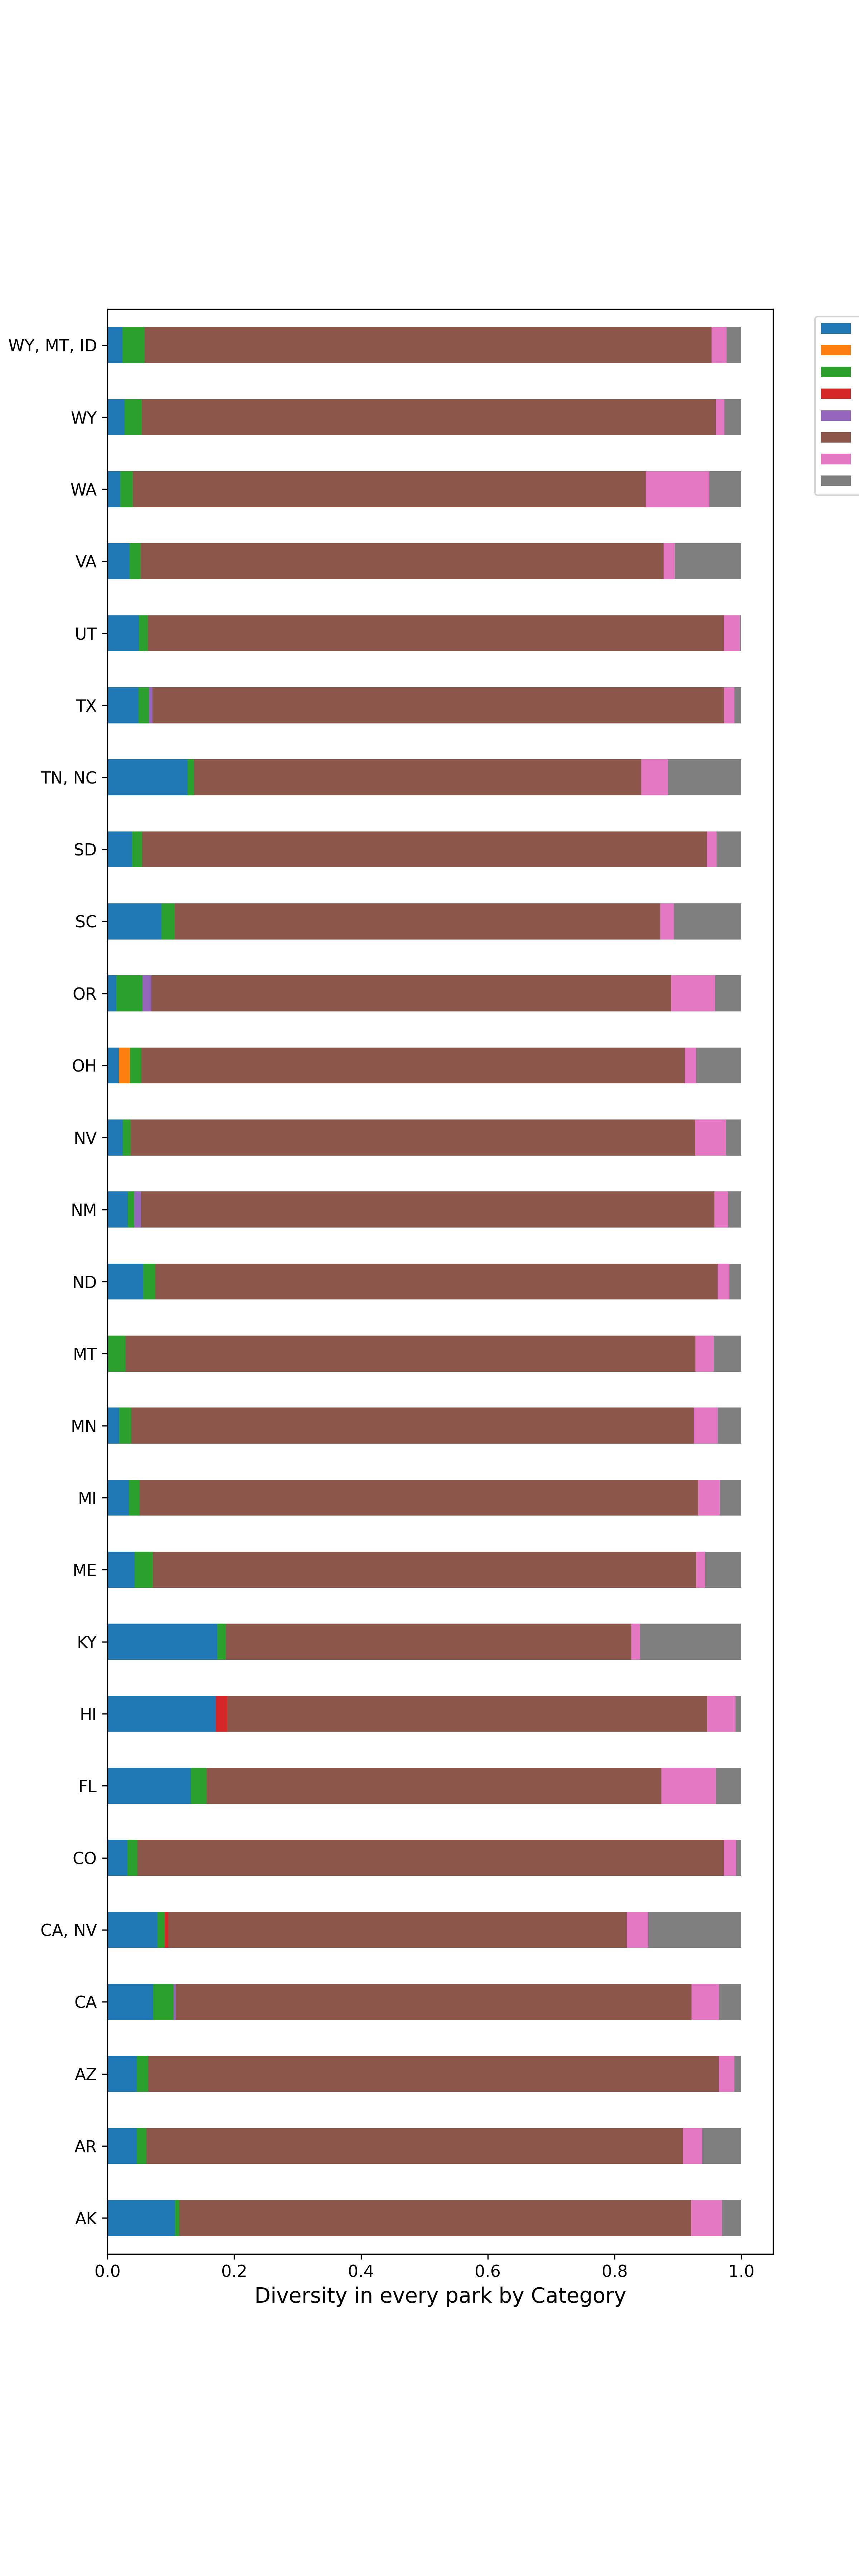 WY, MT, ID
WY
WA
VA
UT
TX
TN, NC
SD
SC
OR
OH
NV
NM
ND
MT
MN
MI
ME
KY
HI
FL
CO
CA, NV
CA
AZ
AR
AK
0.0 0.2 0.4 0.6 0.8 1.0
Diversity in every park by Category